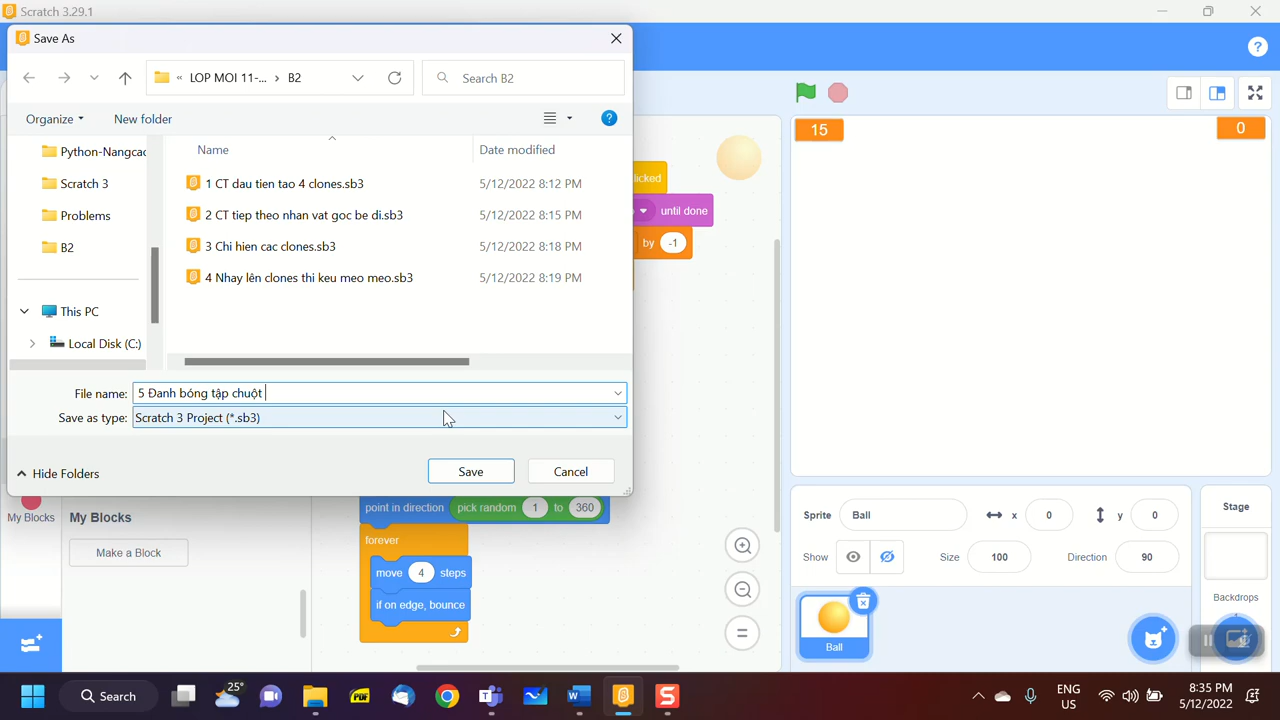 Scratch 3.29.1
Save As
« LOP MOI 11-... › B2
Search B2
Organize
New folder
Name
Date modified
Python-Nangcac
Scratch 3
Problems
B2
This PC
Local Disk (C:)
1 CT dau tien tao 4 clones.sb3 5/12/2022 8:12 PM
2 CT tiep theo nhan vat goc be di.sb3 5/12/2022 8:15 PM
3 Chi hien cac clones.sb3 5/12/2022 8:18 PM
4 Nhay lên clones thi keu meo meo.sb3 5/12/2022 8:19 PM
File name: 5 Đanh bóng tập chuột
Save as type: Scratch 3 Project (*.sb3)
Hide Folders
Save
Cancel
until done
by -1
15
0
My Blocks
My Blocks
Make a Block
point in direction pick random 1 to 360
forever
move 4 steps
if on edge, bounce
Sprite Ball x 0 y 0
Show Size 100 Direction 90
Ball
Stage
Backdrops
25°
Search
PDF
ENG
US
8:35 PM
5/12/2022